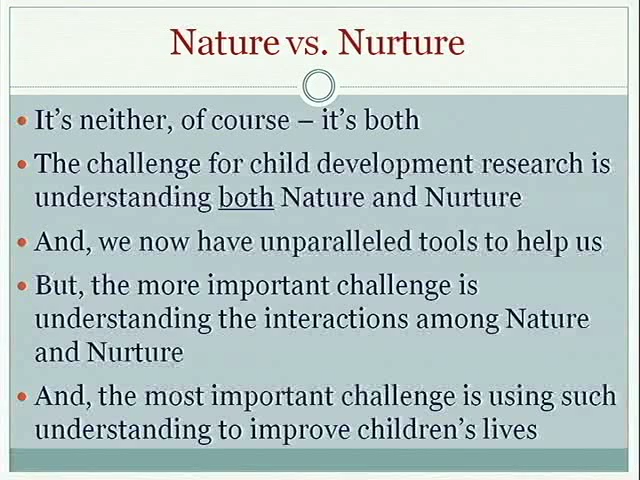 Nature vs. Nurture
• It’s neither, of course – it’s both
• The challenge for child development research is
understanding both Nature and Nurture
• And, we now have unparalleled tools to help us
• But, the more important challenge is
understanding the interactions among Nature
and Nurture
• And, the most important challenge is using such
understanding to improve children’s lives